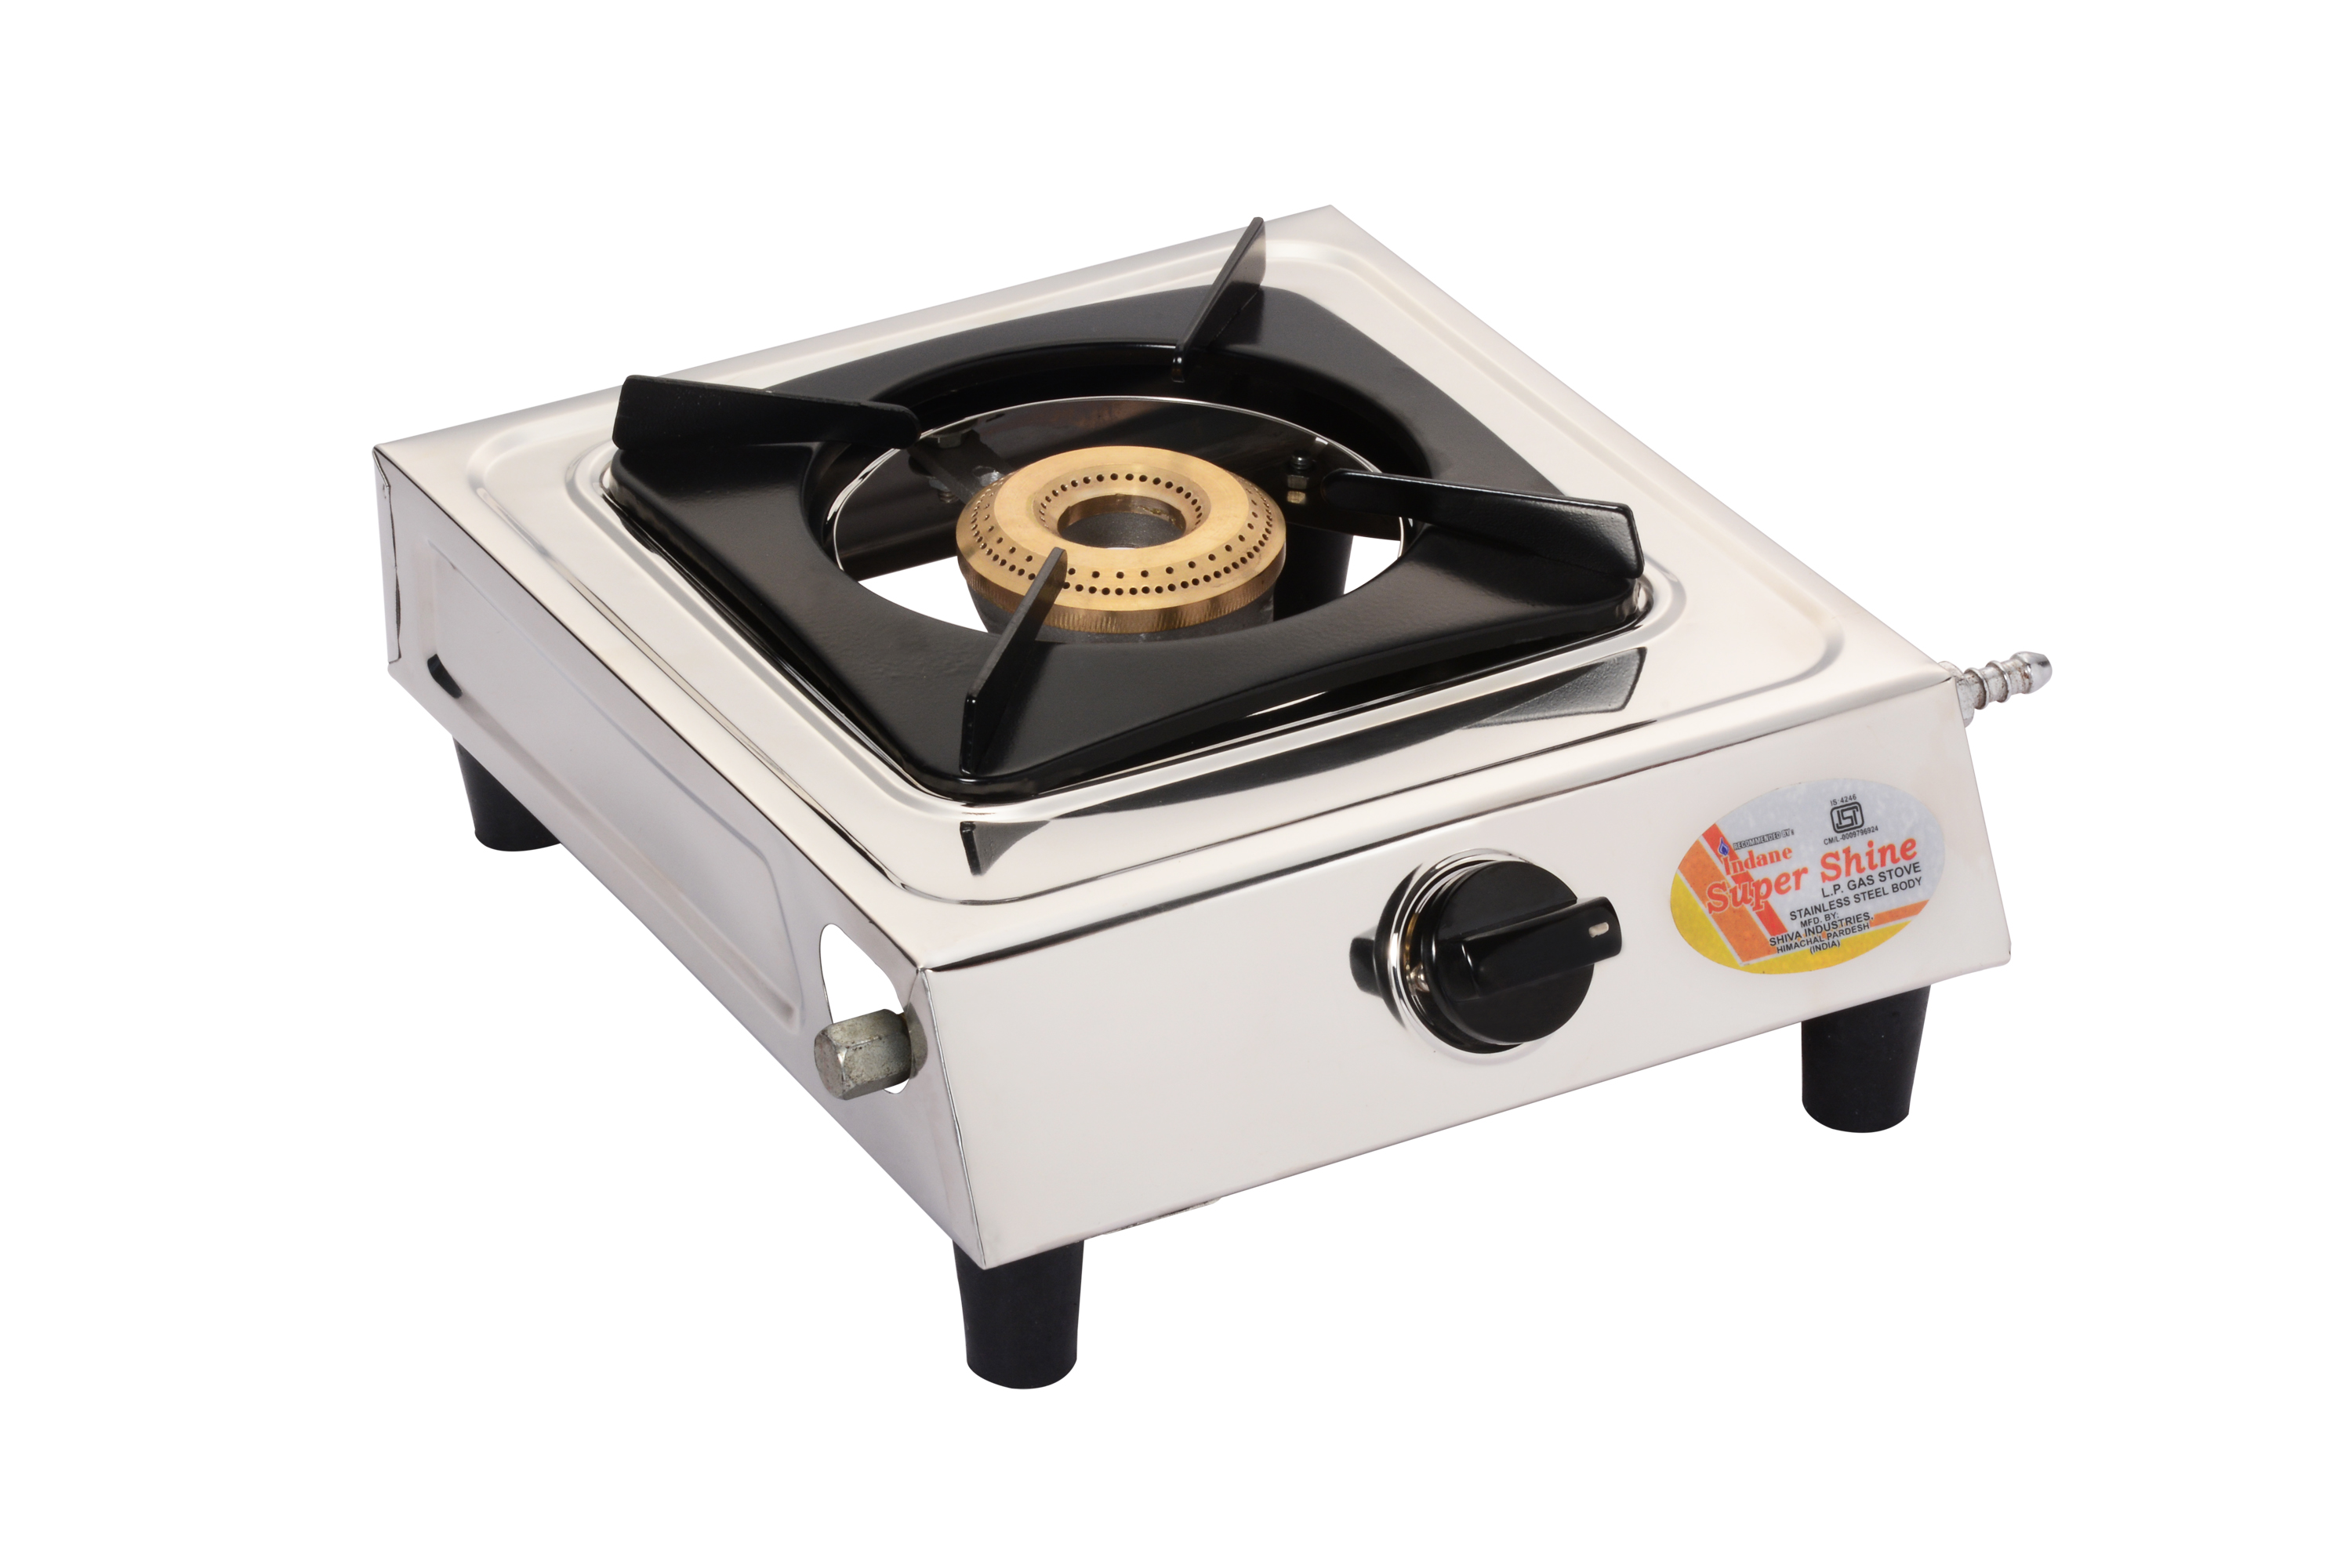 IS 4246
ISI
CM/L-9009796924
RECOMMENDED BY:
Indane
Super Shine
L.P. GAS STOVE
STAINLESS STEEL BODY
MFD. BY:
SHIVA INDUSTRIES,
HIMACHAL PARDESH
(INDIA)